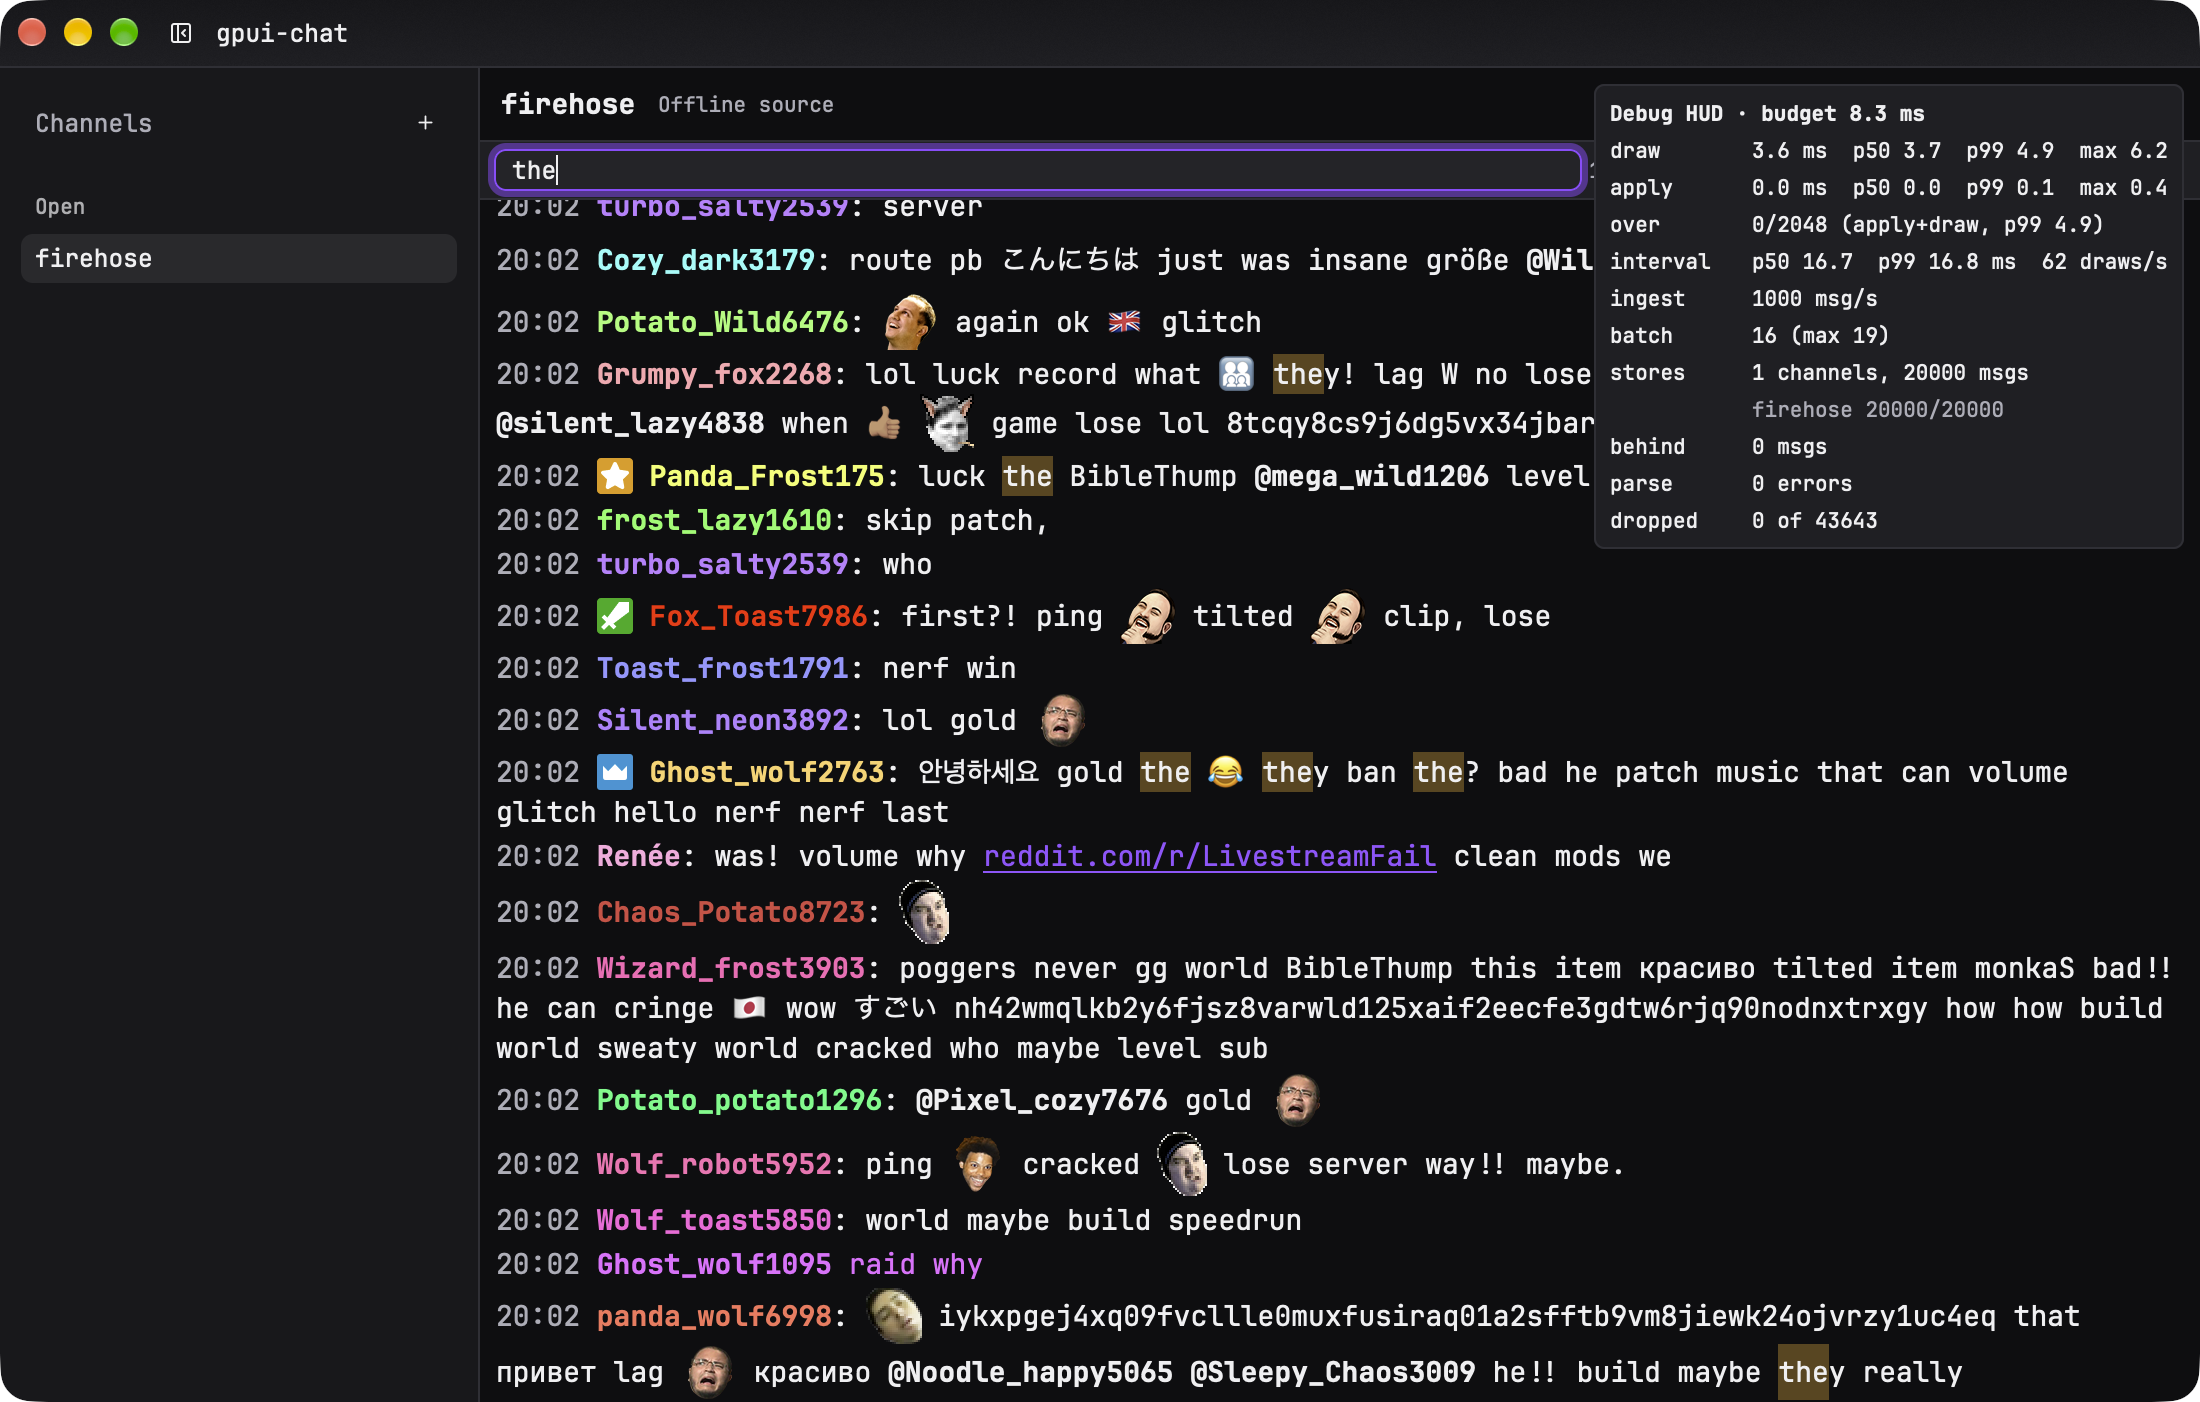 gpui-chat
Channels +
Open
firehose
firehose Offline source
the
20:02 turbo_salty2539: server
20:02 Cozy_dark3179: route pb こんにちは just was insane größe @Wil
20:02 Potato_Wild6476: again ok 🇬🇧 glitch
20:02 Grumpy_fox2268: lol luck record what they! lag W no lose
@silent_lazy4838 when 👍🏽 game lose lol 8tcqy8cs9j6dg5vx34jbar
20:02 Panda_Frost175: luck the BibleThump @mega_wild1206 level
20:02 frost_lazy1610: skip patch,
20:02 turbo_salty2539: who
20:02 Fox_Toast7986: first?! ping tilted clip, lose
20:02 Toast_frost1791: nerf win
20:02 Silent_neon3892: lol gold
20:02 Ghost_wolf2763: 안녕하세요 gold the 😂 they ban the? bad he patch music that can volume
glitch hello nerf nerf last
20:02 Renée: was! volume why reddit.com/r/LivestreamFail clean mods we
20:02 Chaos_Potato8723:
20:02 Wizard_frost3903: poggers never gg world BibleThump this item красиво tilted item monkaS bad!!
he can cringe 🇯🇵 wow すごい nh42wmqlkb2y6fjsz8varwld125xaif2eecfe3gdtw6rjq90nodnxtrxgy how how build
world sweaty world cracked who maybe level sub
20:02 Potato_potato1296: @Pixel_cozy7676 gold
20:02 Wolf_robot5952: ping cracked lose server way!! maybe.
20:02 Wolf_toast5850: world maybe build speedrun
20:02 Ghost_wolf1095 raid why
20:02 panda_wolf6998: iykxpgej4xq09fvcllle0muxfusiraq01a2sfftb9vm8jiewk24ojvrzy1uc4eq that
привет lag красиво @Noodle_happy5065 @Sleepy_Chaos3009 he!! build maybe they really
Debug HUD · budget 8.3 ms
draw 3.6 ms p50 3.7 p99 4.9 max 6.2
apply 0.0 ms p50 0.0 p99 0.1 max 0.4
over 0/2048 (apply+draw, p99 4.9)
interval p50 16.7 p99 16.8 ms 62 draws/s
ingest 1000 msg/s
batch 16 (max 19)
stores 1 channels, 20000 msgs
firehose 20000/20000
behind 0 msgs
parse 0 errors
dropped 0 of 43643